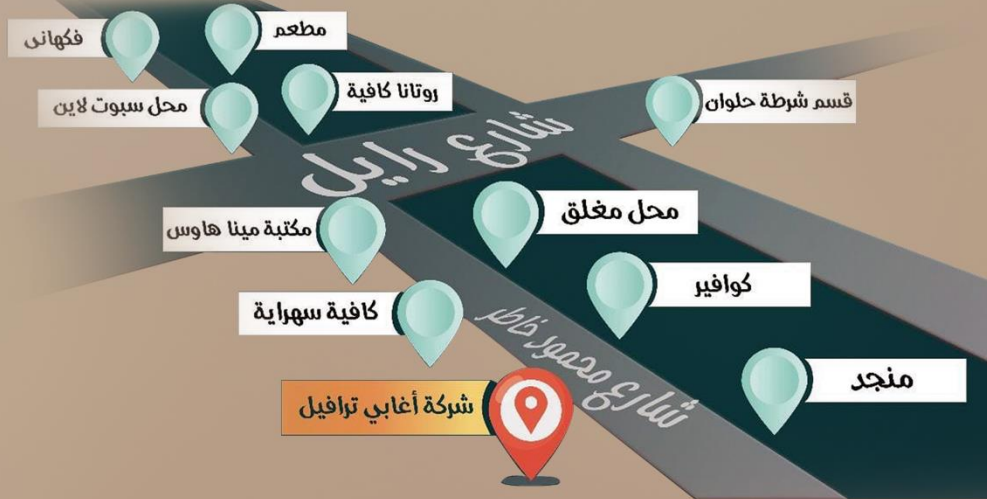 مطعم
فكهانى
روتانا كافية
محل سبوت لاين
قسم شرطة حلوان
شارع رايل
محل مغلق
مكتبة مينا هاوس
كوافير
كافية سهراية
شارع محمود خاطر
منجد
شركة أغابي ترافيل